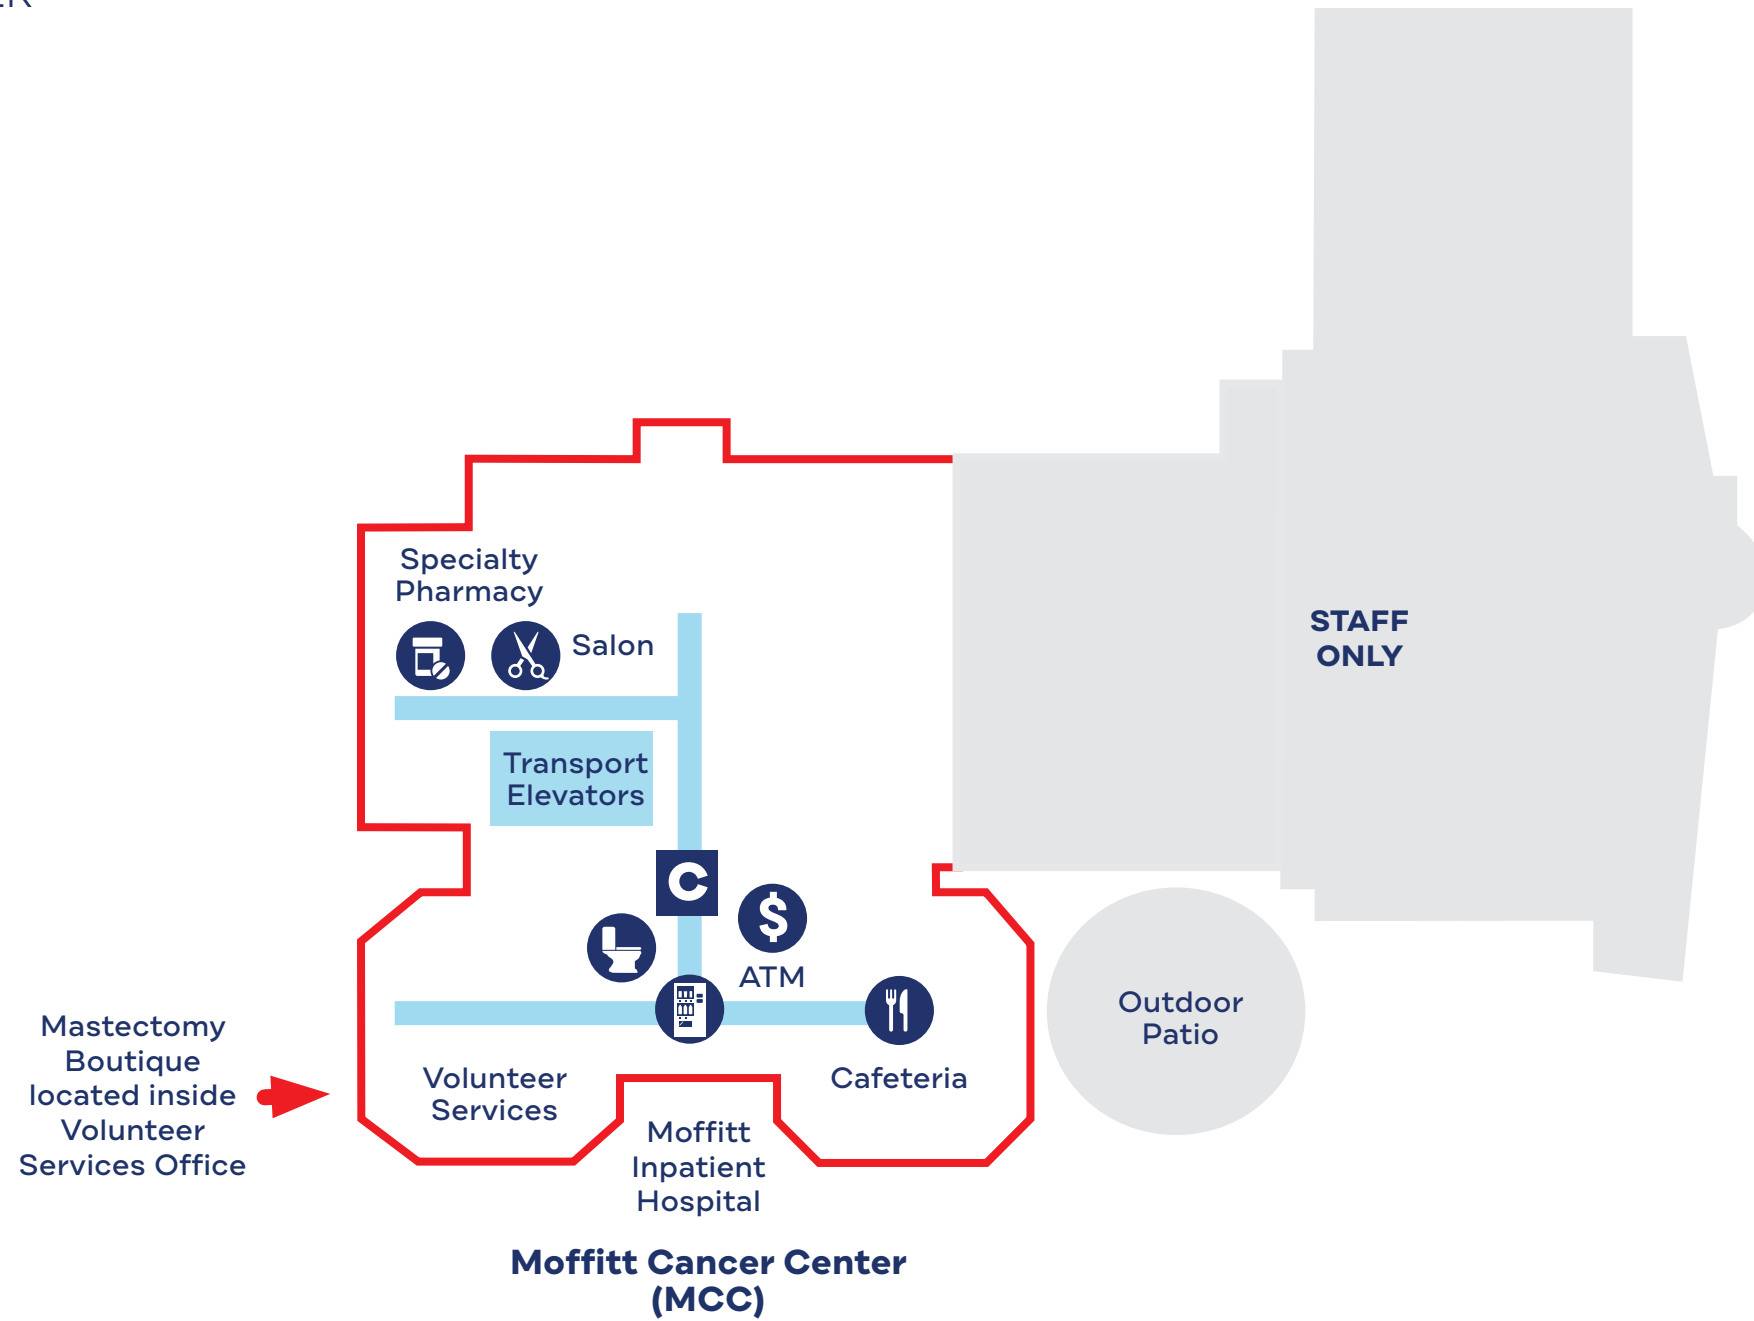 Specialty
Pharmacy
Salon
STAFF
ONLY
Transport
Elevators
C
$
ATM
Outdoor
Patio
Mastectomy
Boutique
located inside
Volunteer
Services Office
Volunteer
Services
Cafeteria
Moffitt
Inpatient
Hospital
Moffitt Cancer Center
(MCC)